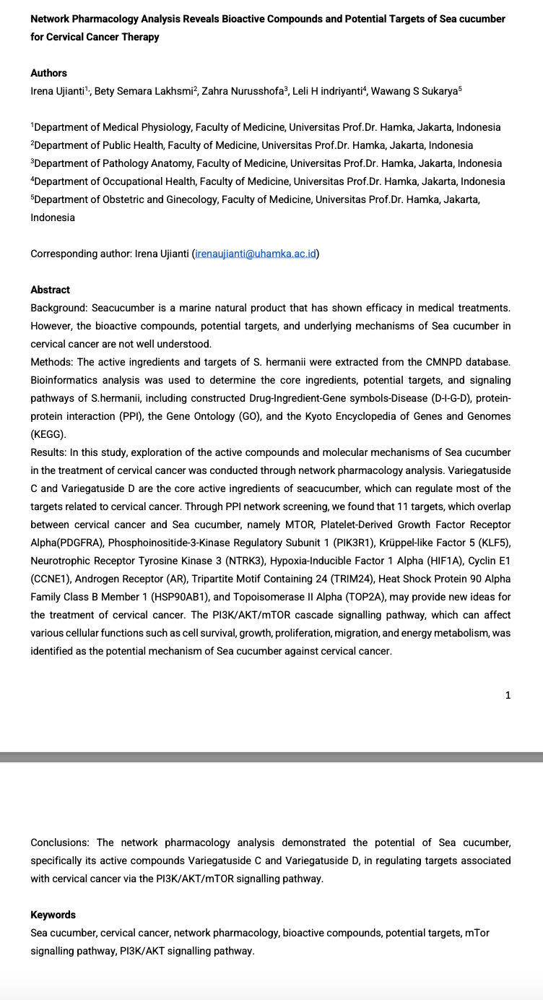 Network Pharmacology Analysis Reveals Bioactive Compounds and Potential Targets of Sea cucumber
for Cervical Cancer Therapy
Authors
Irena Ujianti¹·, Bety Semara Lakhsmi², Zahra Nurusshofa³, Leli H indriyanti⁴, Wawang S Sukarya⁵
¹Department of Medical Physiology, Faculty of Medicine, Universitas Prof.Dr. Hamka, Jakarta, Indonesia
²Department of Public Health, Faculty of Medicine, Universitas Prof.Dr. Hamka, Jakarta, Indonesia
³Department of Pathology Anatomy, Faculty of Medicine, Universitas Prof.Dr. Hamka, Jakarta, Indonesia
⁴Department of Occupational Health, Faculty of Medicine, Universitas Prof.Dr. Hamka, Jakarta, Indonesia
⁵Department of Obstetric and Ginecology, Faculty of Medicine, Universitas Prof.Dr. Hamka, Jakarta,
Indonesia
Corresponding author: Irena Ujianti (irenaujianti@uhamka.ac.id)
Abstract
Background: Seacucumber is a marine natural product that has shown efficacy in medical treatments.
However, the bioactive compounds, potential targets, and underlying mechanisms of Sea cucumber in
cervical cancer are not well understood.
Methods: The active ingredients and targets of S. hermanii were extracted from the CMNPD database.
Bioinformatics analysis was used to determine the core ingredients, potential targets, and signaling
pathways of S.hermanii, including constructed Drug-Ingredient-Gene symbols-Disease (D-I-G-D), protein-
protein interaction (PPI), the Gene Ontology (GO), and the Kyoto Encyclopedia of Genes and Genomes
(KEGG).
Results: In this study, exploration of the active compounds and molecular mechanisms of Sea cucumber
in the treatment of cervical cancer was conducted through network pharmacology analysis. Variegatuside
C and Variegatuside D are the core active ingredients of seacucumber, which can regulate most of the
targets related to cervical cancer. Through PPI network screening, we found that 11 targets, which overlap
between cervical cancer and Sea cucumber, namely MTOR, Platelet-Derived Growth Factor Receptor
Alpha(PDGFRA), Phosphoinositide-3-Kinase Regulatory Subunit 1 (PIK3R1), Krüppel-like Factor 5 (KLF5),
Neurotrophic Receptor Tyrosine Kinase 3 (NTRK3), Hypoxia-Inducible Factor 1 Alpha (HIF1A), Cyclin E1
(CCNE1), Androgen Receptor (AR), Tripartite Motif Containing 24 (TRIM24), Heat Shock Protein 90 Alpha
Family Class B Member 1 (HSP90AB1), and Topoisomerase II Alpha (TOP2A), may provide new ideas for
the treatment of cervical cancer. The PI3K/AKT/mTOR cascade signalling pathway, which can affect
various cellular functions such as cell survival, growth, proliferation, migration, and energy metabolism, was
identified as the potential mechanism of Sea cucumber against cervical cancer.
1
Conclusions: The network pharmacology analysis demonstrated the potential of Sea cucumber,
specifically its active compounds Variegatuside C and Variegatuside D, in regulating targets associated
with cervical cancer via the PI3K/AKT/mTOR signalling pathway.
Keywords
Sea cucumber, cervical cancer, network pharmacology, bioactive compounds, potential targets, mTor
signalling pathway, PI3K/AKT signalling pathway.